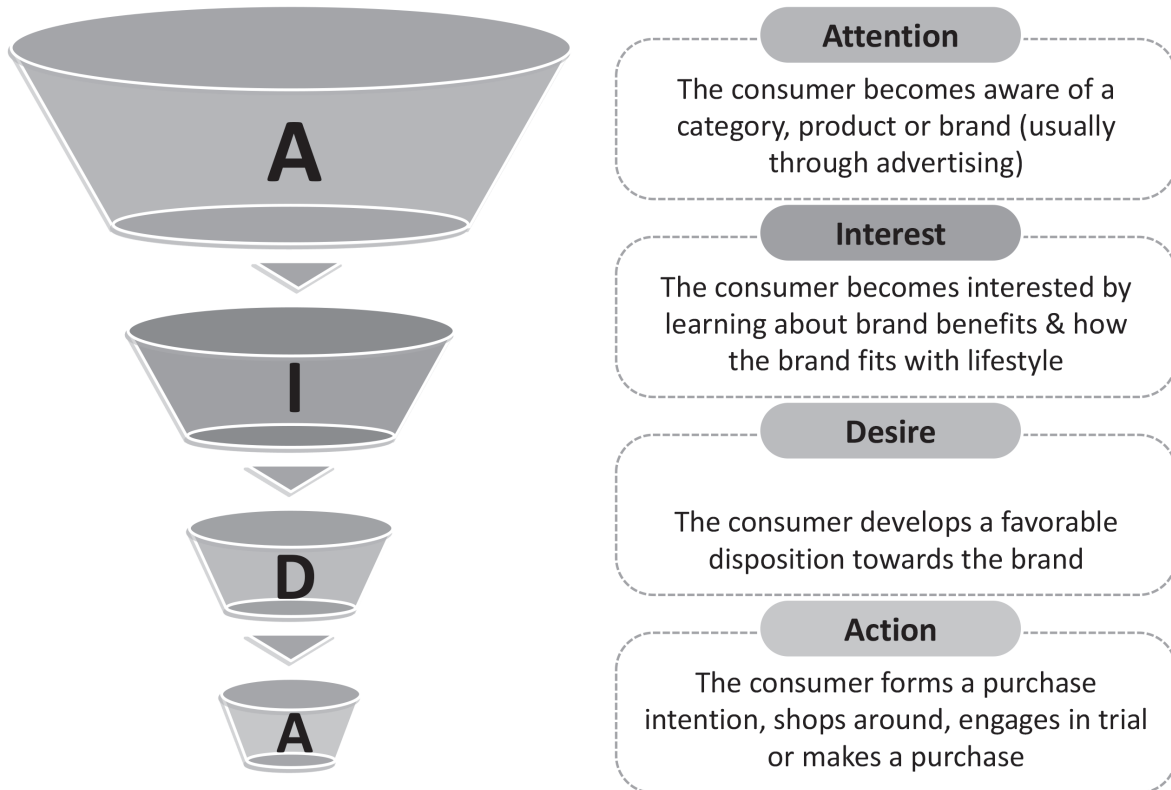 A
Attention
The consumer becomes aware of a
category, product or brand (usually
through advertising)
I
Interest
The consumer becomes interested by
learning about brand benefits & how
the brand fits with lifestyle
D
Desire
The consumer develops a favorable
disposition towards the brand
A
Action
The consumer forms a purchase
intention, shops around, engages in trial
or makes a purchase